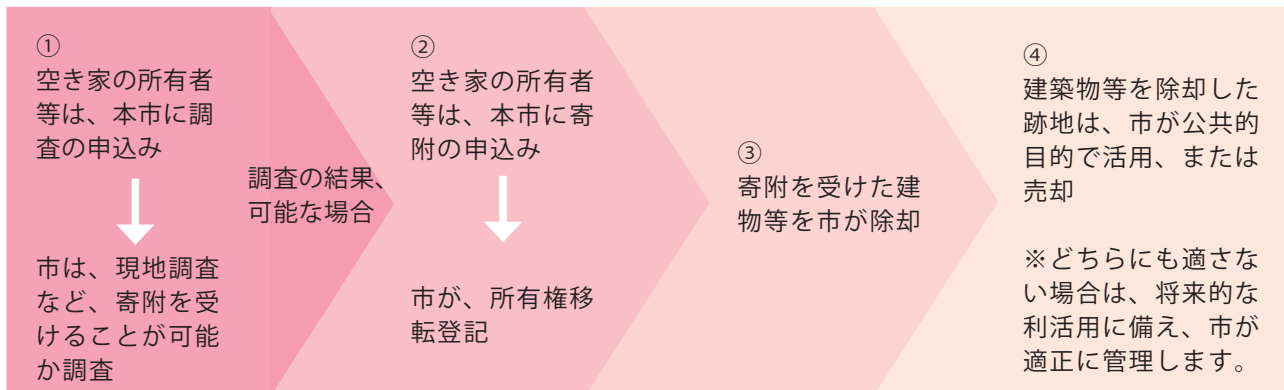 ①
空き家の所有者
等は、本市に調
査の申込み
市は、現地調査
など、寄附を受
けることが可能
か調査
調査の結果、
可能な場合
②
空き家の所有者
等は、本市に寄
附の申込み
市が、所有権移
転登記
③
寄附を受けた建
物等を市が除却
④
建築物等を除却した
跡地は、市が公共的
目的で活用、または
売却
※どちらにも適さな
い場合は、将来的な
利活用に備え、市が
適正に管理します。